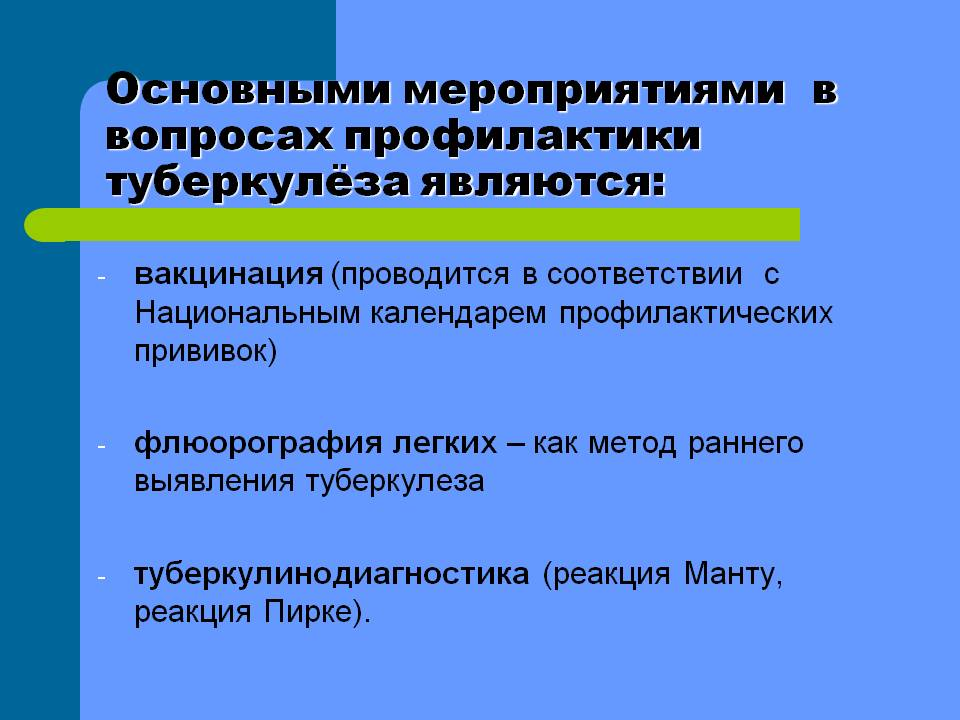 Основными мероприятиями в
вопросах профилактики
туберкулёза являются:
- вакцинация (проводится в соответствии с
Национальным календарем профилактических
прививок)
- флюорография легких – как метод раннего
выявления туберкулеза
- туберкулинодиагностика (реакция Манту,
реакция Пирке).